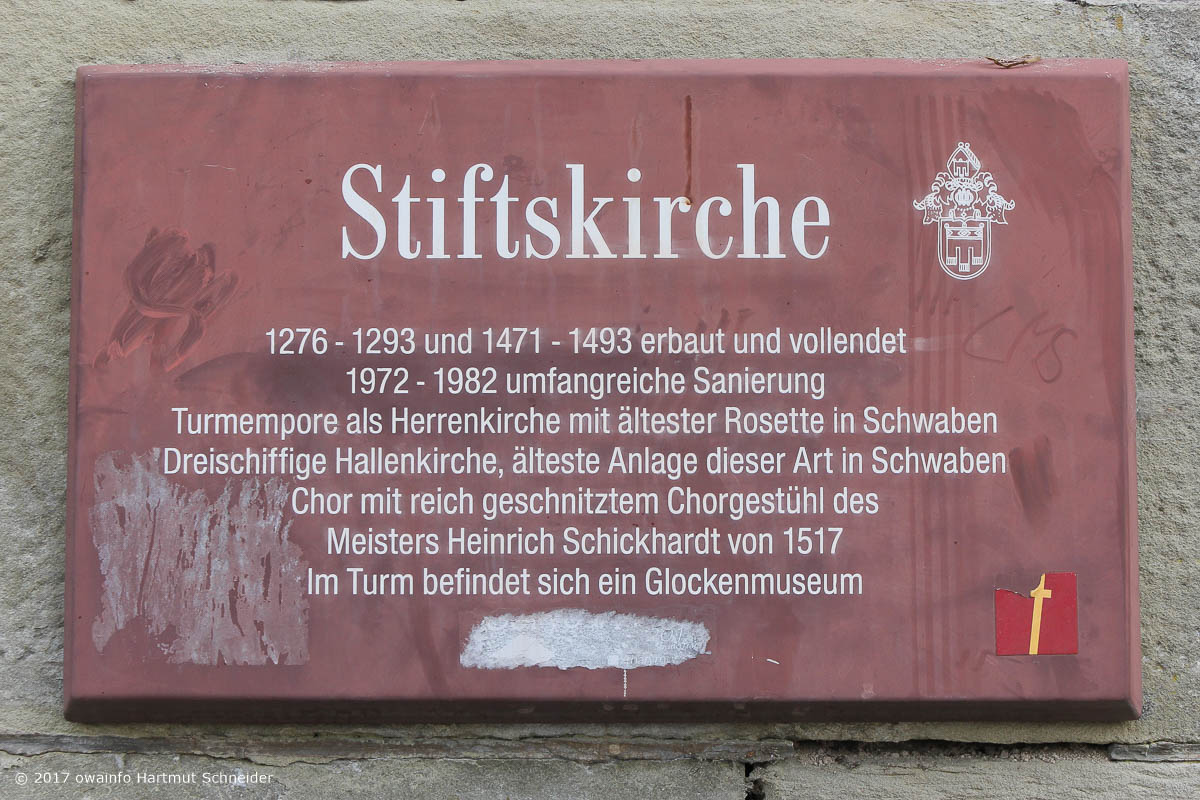 Stiftskirche
1276 - 1293 und 1471 - 1493 erbaut und vollendet
1972 - 1982 umfangreiche Sanierung
Turmempore als Herrenkirche mit ältester Rosette in Schwaben
Dreischiffige Hallenkirche, älteste Anlage dieser Art in Schwaben
Chor mit reich geschnitztem Chorgestühl des
Meisters Heinrich Schickhardt von 1517
Im Turm befindet sich ein Glockenmuseum
© 2017 owainfo Hartmut Schneider